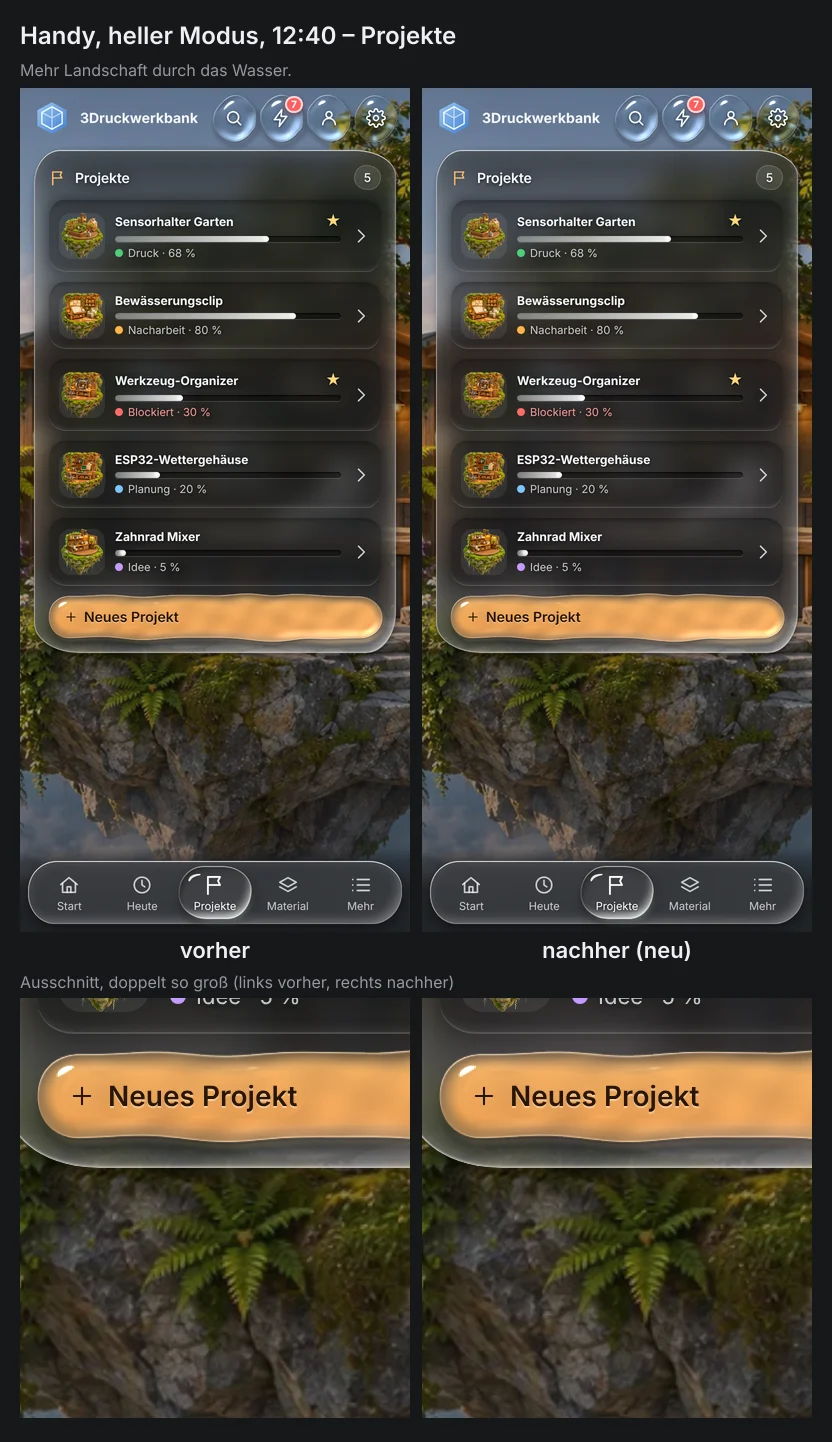 Handy, heller Modus, 12:40 – Projekte
Mehr Landschaft durch das Wasser.
3Druckwerkbank
7
Projekte
5
Sensorhalter Garten
Druck · 68 %
Bewässerungsclip
Nacharbeit · 80 %
Werkzeug-Organizer
Blockiert · 30 %
ESP32-Wettergehäuse
Planung · 20 %
Zahnrad Mixer
Idee · 5 %
+ Neues Projekt
Start
Heute
Projekte
Material
Mehr
vorher
3Druckwerkbank
7
Projekte
5
Sensorhalter Garten
Druck · 68 %
Bewässerungsclip
Nacharbeit · 80 %
Werkzeug-Organizer
Blockiert · 30 %
ESP32-Wettergehäuse
Planung · 20 %
Zahnrad Mixer
Idee · 5 %
+ Neues Projekt
Start
Heute
Projekte
Material
Mehr
nachher (neu)
Ausschnitt, doppelt so groß (links vorher, rechts nachher)
Idee · 5 %
+ Neues Projekt
Idee · 5 %
+ Neues Projekt